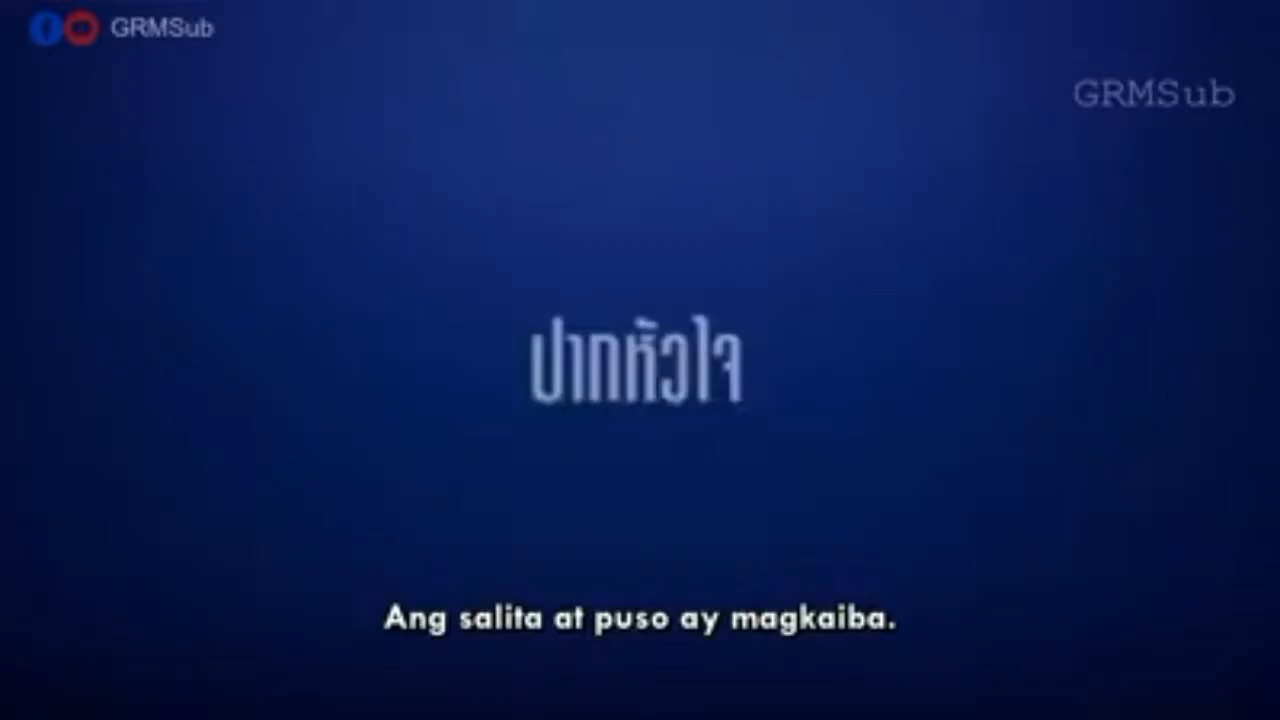 GRMSub
GRMSub
ปากหัวใจ
Ang salita at puso ay magkaiba.